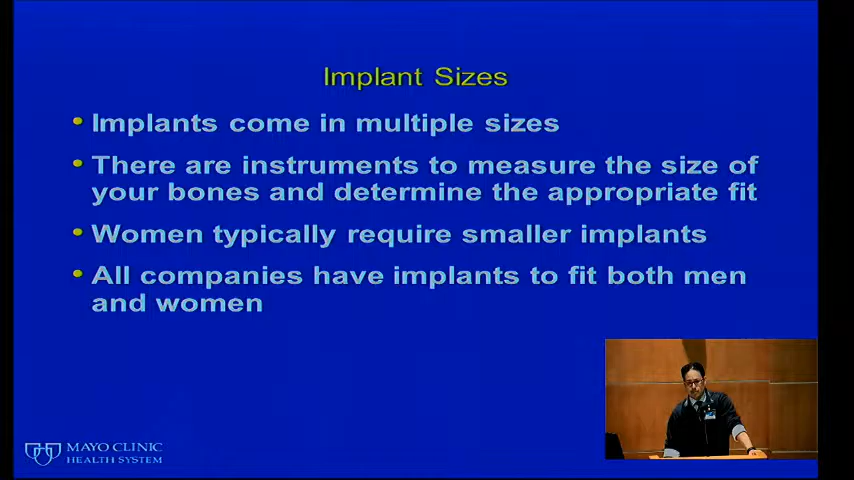 Implant Sizes
• Implants come in multiple sizes
• There are instruments to measure the size of
your bones and determine the appropriate fit
• Women typically require smaller implants
• All companies have implants to fit both men
and women
MAYO CLINIC
HEALTH SYSTEM